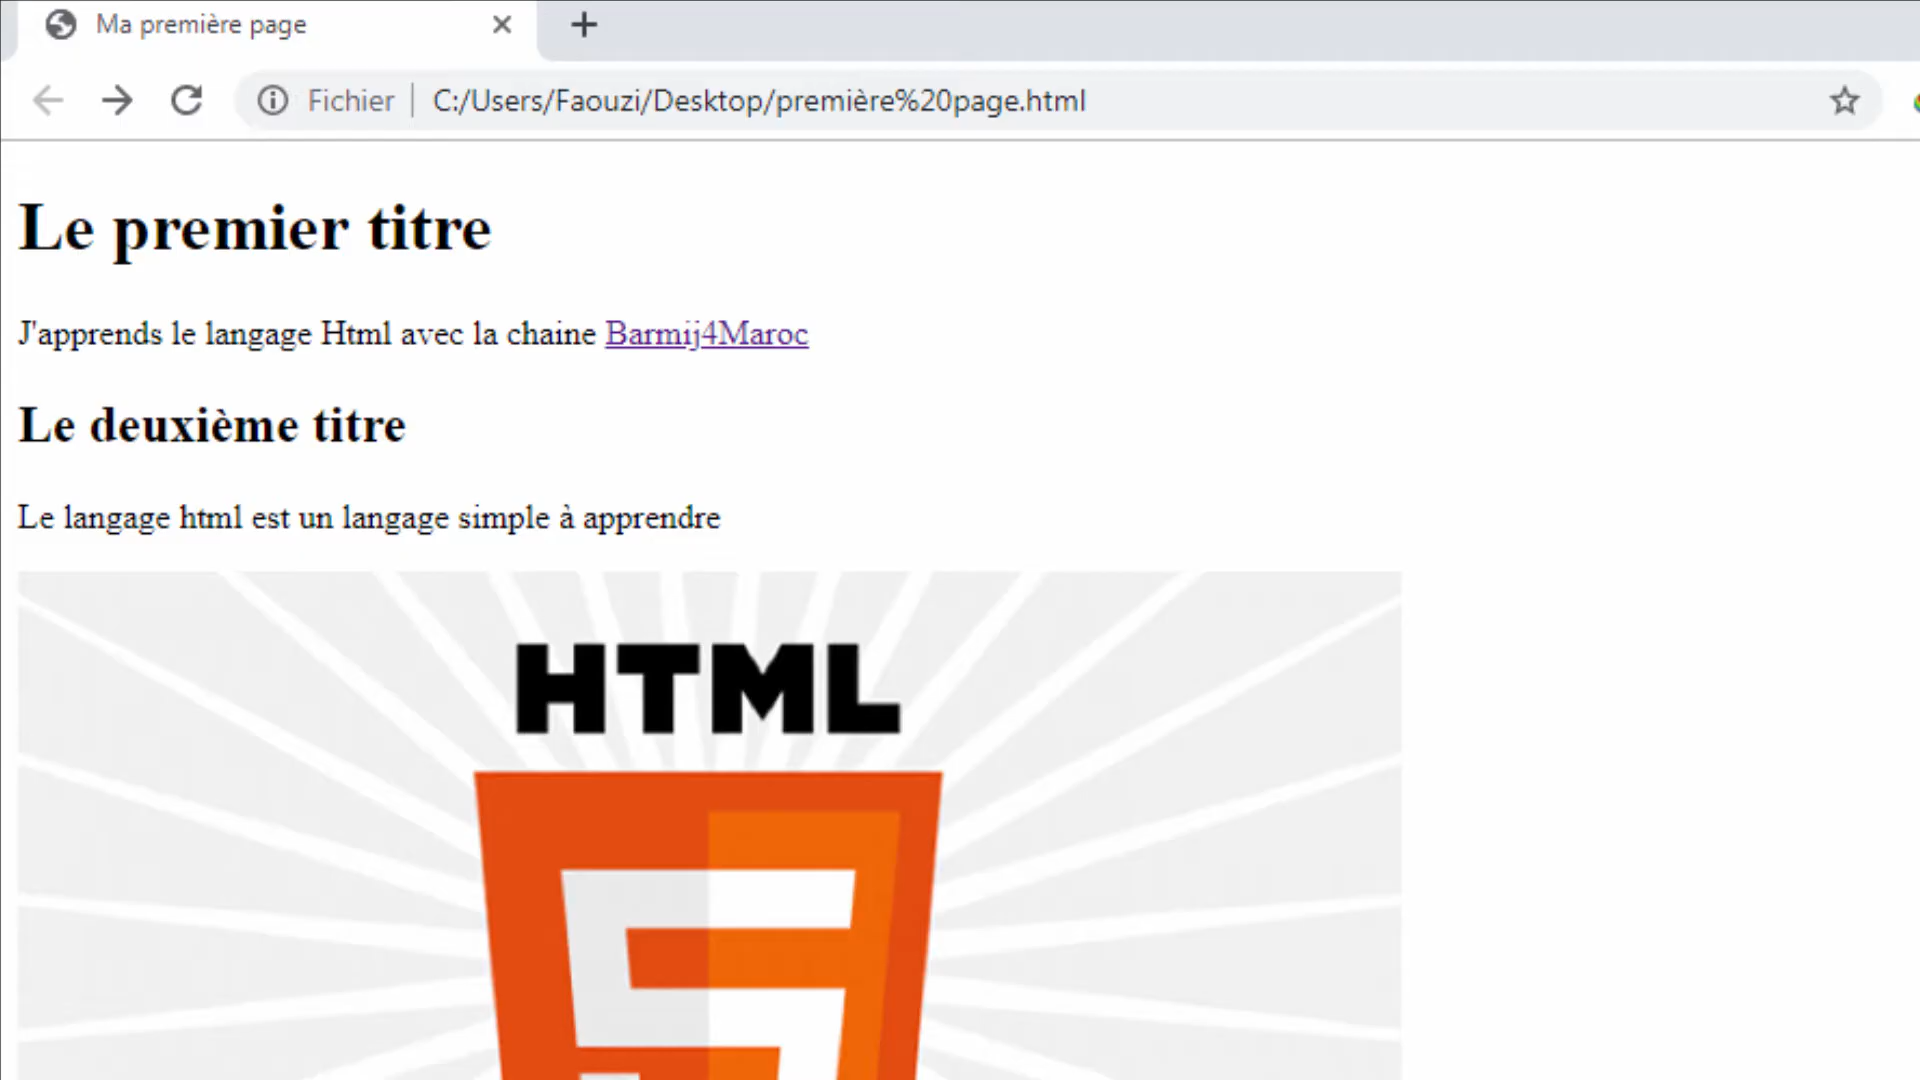 Ma première page
Fichier C:/Users/Faouzi/Desktop/première%20page.html
Le premier titre
J'apprends le langage Html avec la chaine Barmij4Maroc
Le deuxième titre
Le langage html est un langage simple à apprendre
HTML
5